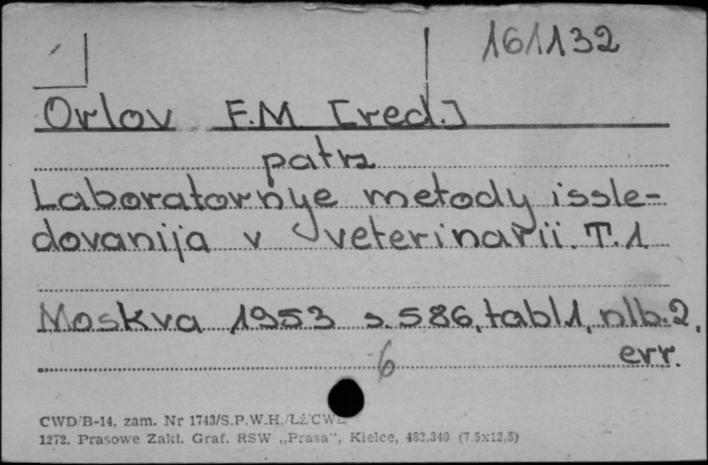 161132
Orlov F.M [red.]
patrz
Laboratornye metody issle-
dovanija v veterinarii. T.1
Moskva 1953 s. 586, tabl 1, nlb. 2,
err.
6
CWD/B-14, zam. Nr 1743/S.P.W.H./Łż/CWD
1272. Prasowe Zakł. Graf. RSW „Prasa”, Kielce, 482.340 (7.5x12,5)